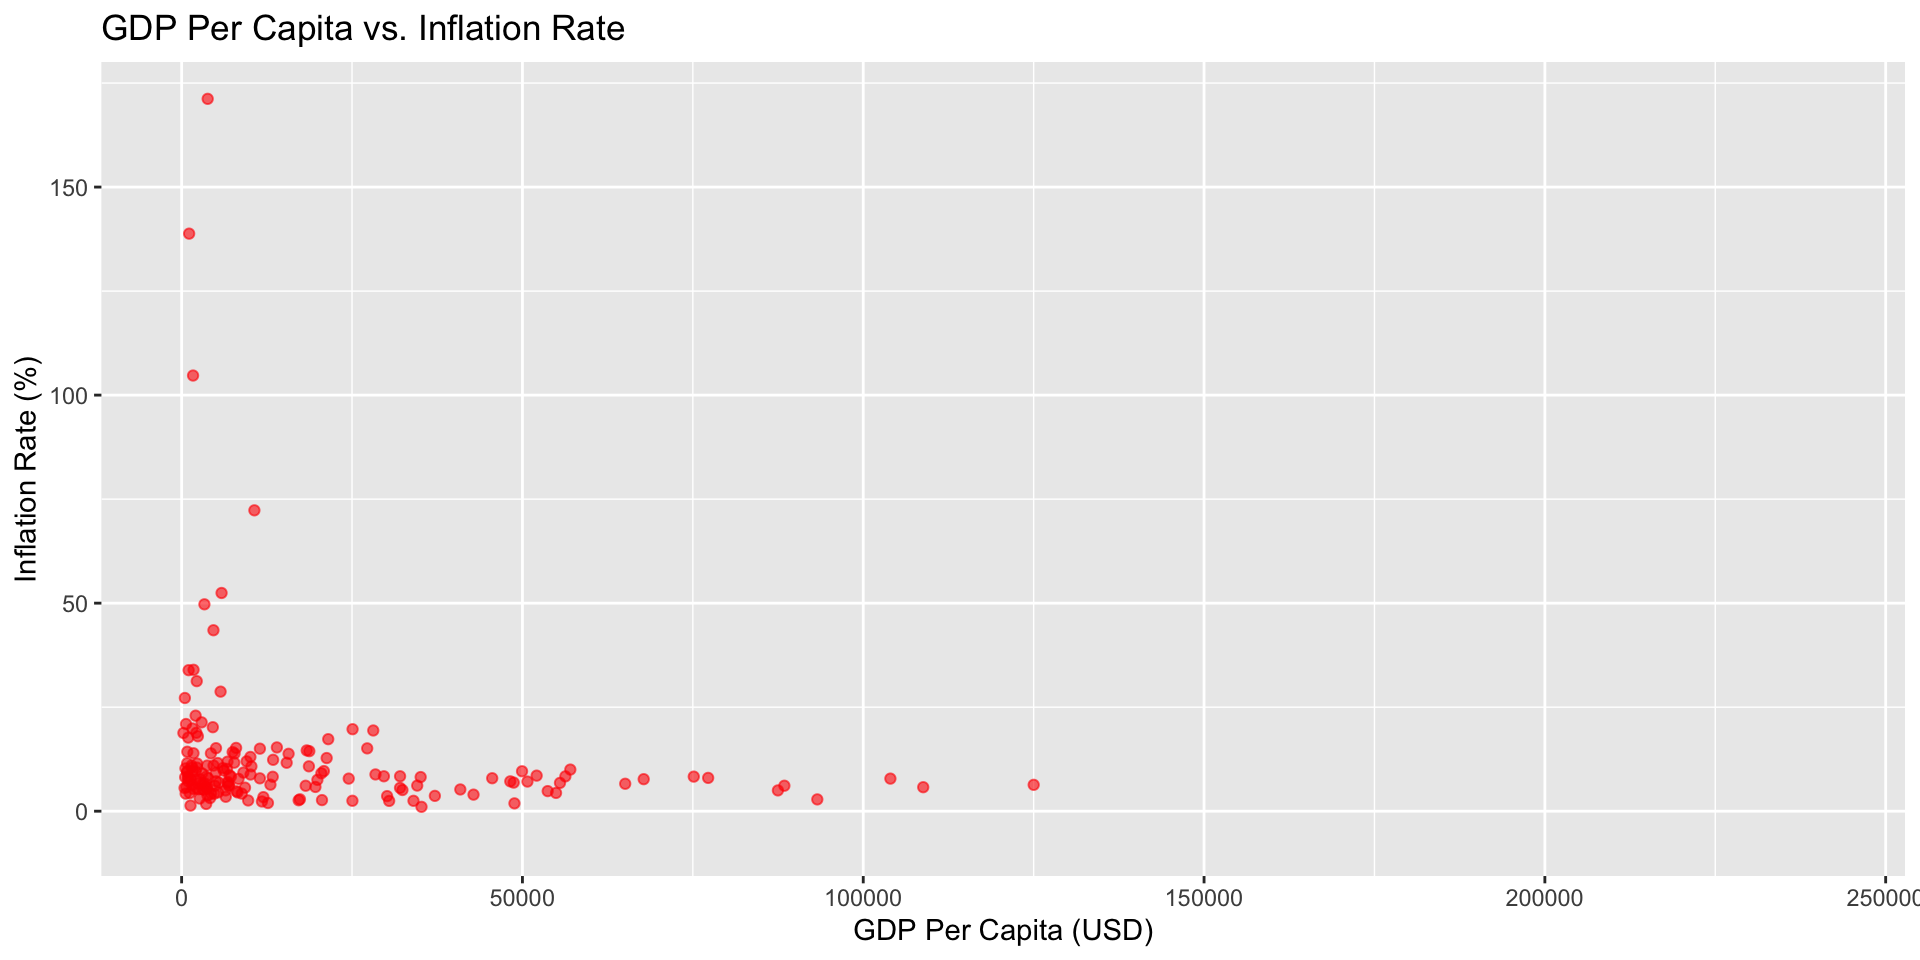 GDP Per Capita vs. Inflation Rate
Inflation Rate (%)
150
100
50
0
0 50000 100000 150000 200000 250000
GDP Per Capita (USD)